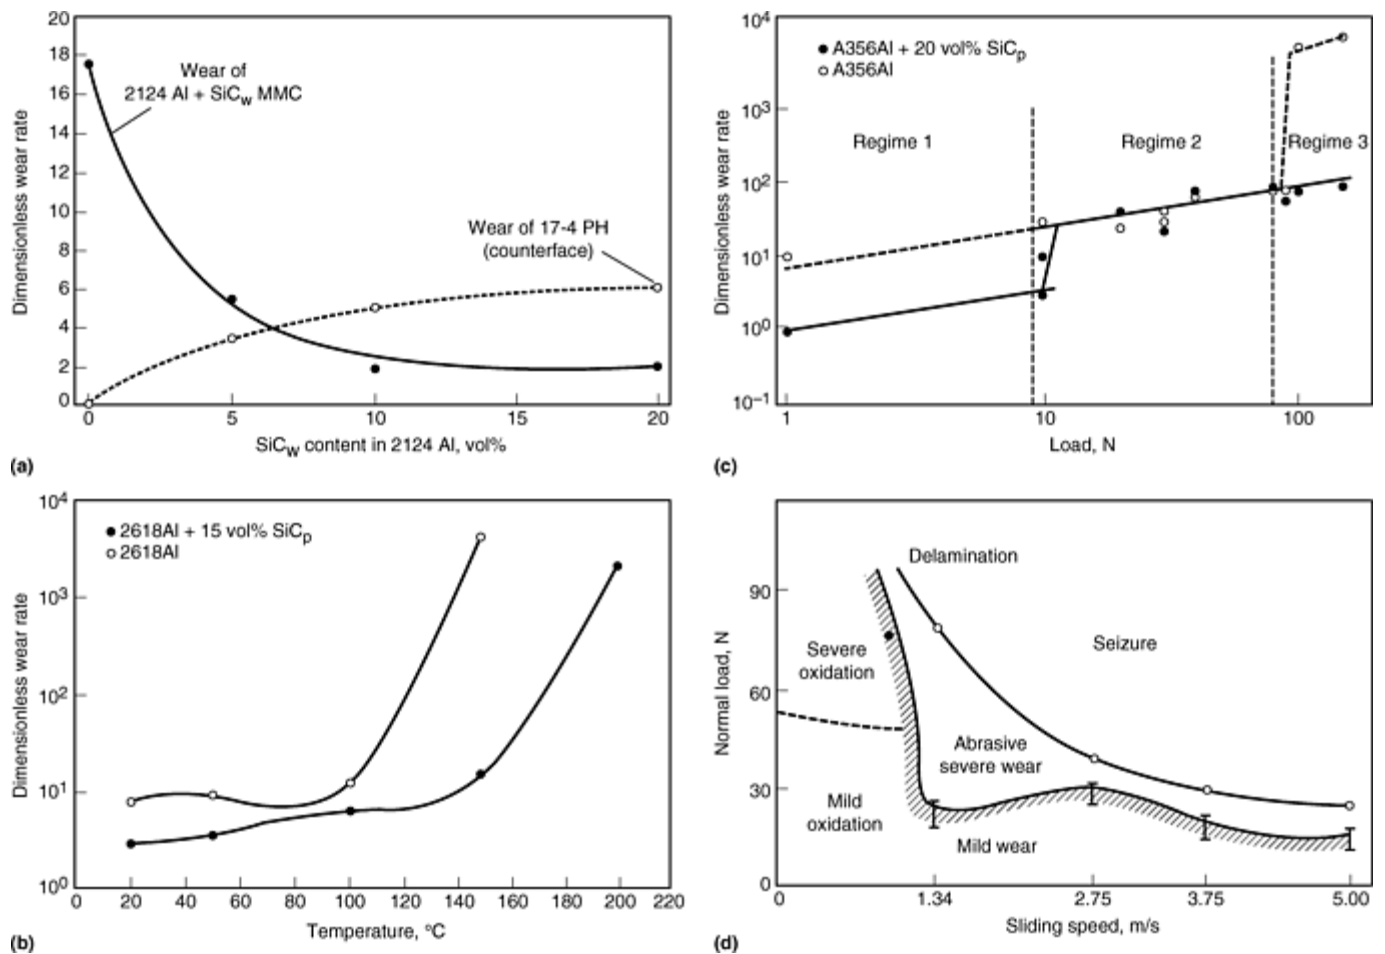 20
18
16
14
12
10
8
6
4
2
0
Dimensionless wear rate
Wear of
2124 Al + SiCw MMC
Wear of 17-4 PH
(counterface)
0
5
10
15
20
SiCw content in 2124 Al, vol%
(a)
10⁴
10³
10²
10¹
10⁰
10⁻¹
Dimensionless wear rate
A356Al + 20 vol% SiCp
A356Al
Regime 1
Regime 2
Regime 3
1
10
100
Load, N
(c)
10⁴
10³
10²
10¹
10⁰
Dimensionless wear rate
2618Al + 15 vol% SiCp
2618Al
0
20
40
60
80
100
120
140
160
180
200
220
Temperature, °C
(b)
90
60
30
0
Normal load, N
Delamination
Severe
oxidation
Seizure
Abrasive
severe wear
Mild
oxidation
Mild wear
0
1.34
2.75
3.75
5.00
Sliding speed, m/s
(d)